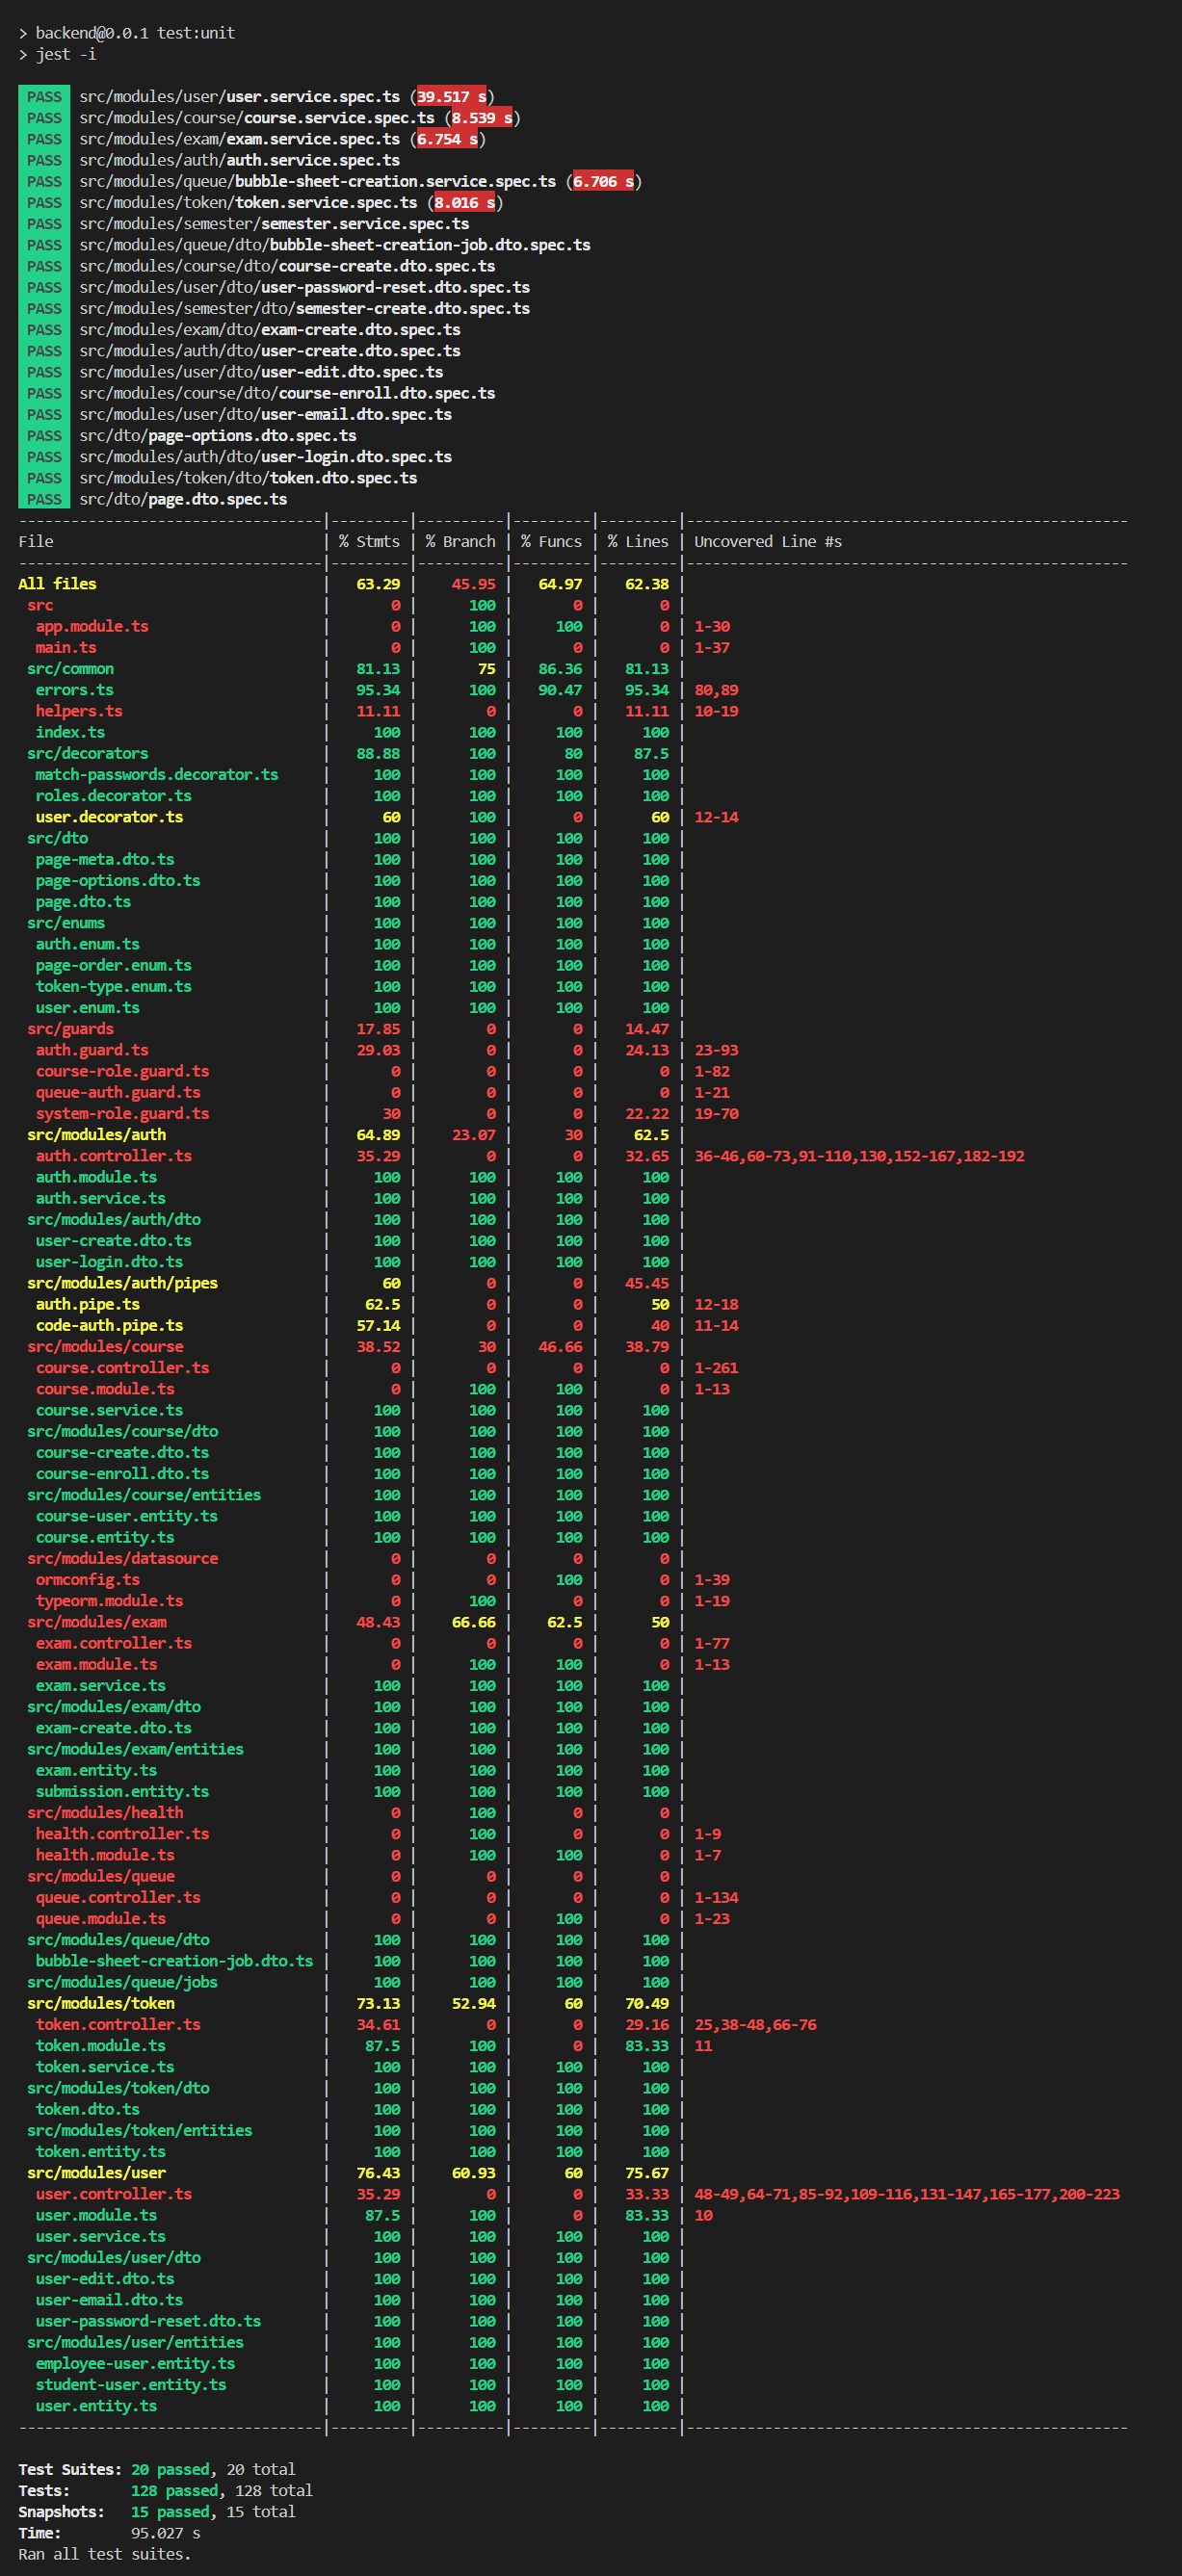 > backend@0.0.1 test:unit
> jest -i
PASS src/modules/user/user.service.spec.ts (39.517 s)
PASS src/modules/course/course.service.spec.ts (8.539 s)
PASS src/modules/exam/exam.service.spec.ts (6.754 s)
PASS src/modules/auth/auth.service.spec.ts
PASS src/modules/queue/bubble-sheet-creation.service.spec.ts (6.706 s)
PASS src/modules/token/token.service.spec.ts (8.016 s)
PASS src/modules/semester/semester.service.spec.ts
PASS src/modules/queue/dto/bubble-sheet-creation-job.dto.spec.ts
PASS src/modules/course/dto/course-create.dto.spec.ts
PASS src/modules/user/dto/user-password-reset.dto.spec.ts
PASS src/modules/semester/dto/semester-create.dto.spec.ts
PASS src/modules/exam/dto/exam-create.dto.spec.ts
PASS src/modules/auth/dto/user-create.dto.spec.ts
PASS src/modules/user/dto/user-edit.dto.spec.ts
PASS src/modules/course/dto/course-enroll.dto.spec.ts
PASS src/modules/user/dto/user-email.dto.spec.ts
PASS src/dto/page-options.dto.spec.ts
PASS src/modules/auth/dto/user-login.dto.spec.ts
PASS src/modules/token/dto/token.dto.spec.ts
PASS src/dto/page.dto.spec.ts
-----------------------------------|---------|----------|---------|---------|---------------------------------------------------
File | % Stmts | % Branch | % Funcs | % Lines | Uncovered Line #s
-----------------------------------|---------|----------|---------|---------|---------------------------------------------------
All files | 63.29 | 45.95 | 64.97 | 62.38 |
src | 0 | 100 | 0 | 0 |
app.module.ts | 0 | 100 | 100 | 0 | 1-30
main.ts | 0 | 100 | 0 | 0 | 1-37
src/common | 81.13 | 75 | 86.36 | 81.13 |
errors.ts | 95.34 | 100 | 90.47 | 95.34 | 80,89
helpers.ts | 11.11 | 0 | 0 | 11.11 | 10-19
index.ts | 100 | 100 | 100 | 100 |
src/decorators | 88.88 | 100 | 80 | 87.5 |
match-passwords.decorator.ts | 100 | 100 | 100 | 100 |
roles.decorator.ts | 100 | 100 | 100 | 100 |
user.decorator.ts | 60 | 100 | 0 | 60 | 12-14
src/dto | 100 | 100 | 100 | 100 |
page-meta.dto.ts | 100 | 100 | 100 | 100 |
page-options.dto.ts | 100 | 100 | 100 | 100 |
page.dto.ts | 100 | 100 | 100 | 100 |
src/enums | 100 | 100 | 100 | 100 |
auth.enum.ts | 100 | 100 | 100 | 100 |
page-order.enum.ts | 100 | 100 | 100 | 100 |
token-type.enum.ts | 100 | 100 | 100 | 100 |
user.enum.ts | 100 | 100 | 100 | 100 |
src/guards | 17.85 | 0 | 0 | 14.47 |
auth.guard.ts | 29.03 | 0 | 0 | 24.13 | 23-93
course-role.guard.ts | 0 | 0 | 0 | 0 | 1-82
queue-auth.guard.ts | 0 | 0 | 0 | 0 | 1-21
system-role.guard.ts | 30 | 0 | 0 | 22.22 | 19-70
src/modules/auth | 64.89 | 23.07 | 30 | 62.5 |
auth.controller.ts | 35.29 | 0 | 0 | 32.65 | 36-46,60-73,91-110,130,152-167,182-192
auth.module.ts | 100 | 100 | 100 | 100 |
auth.service.ts | 100 | 100 | 100 | 100 |
src/modules/auth/dto | 100 | 100 | 100 | 100 |
user-create.dto.ts | 100 | 100 | 100 | 100 |
user-login.dto.ts | 100 | 100 | 100 | 100 |
src/modules/auth/pipes | 60 | 0 | 0 | 45.45 |
auth.pipe.ts | 62.5 | 0 | 0 | 50 | 12-18
code-auth.pipe.ts | 57.14 | 0 | 0 | 40 | 11-14
src/modules/course | 38.52 | 30 | 46.66 | 38.79 |
course.controller.ts | 0 | 0 | 0 | 0 | 1-261
course.module.ts | 0 | 100 | 100 | 0 | 1-13
course.service.ts | 100 | 100 | 100 | 100 |
src/modules/course/dto | 100 | 100 | 100 | 100 |
course-create.dto.ts | 100 | 100 | 100 | 100 |
course-enroll.dto.ts | 100 | 100 | 100 | 100 |
src/modules/course/entities | 100 | 100 | 100 | 100 |
course-user.entity.ts | 100 | 100 | 100 | 100 |
course.entity.ts | 100 | 100 | 100 | 100 |
src/modules/datasource | 0 | 0 | 0 | 0 |
ormconfig.ts | 0 | 0 | 100 | 0 | 1-39
typeorm.module.ts | 0 | 100 | 0 | 0 | 1-19
src/modules/exam | 48.43 | 66.66 | 62.5 | 50 |
exam.controller.ts | 0 | 0 | 0 | 0 | 1-77
exam.module.ts | 0 | 100 | 100 | 0 | 1-13
exam.service.ts | 100 | 100 | 100 | 100 |
src/modules/exam/dto | 100 | 100 | 100 | 100 |
exam-create.dto.ts | 100 | 100 | 100 | 100 |
src/modules/exam/entities | 100 | 100 | 100 | 100 |
exam.entity.ts | 100 | 100 | 100 | 100 |
submission.entity.ts | 100 | 100 | 100 | 100 |
src/modules/health | 0 | 100 | 0 | 0 |
health.controller.ts | 0 | 100 | 0 | 0 | 1-9
health.module.ts | 0 | 100 | 100 | 0 | 1-7
src/modules/queue | 0 | 0 | 0 | 0 |
queue.controller.ts | 0 | 0 | 0 | 0 | 1-134
queue.module.ts | 0 | 0 | 100 | 0 | 1-23
src/modules/queue/dto | 100 | 100 | 100 | 100 |
bubble-sheet-creation-job.dto.ts | 100 | 100 | 100 | 100 |
src/modules/queue/jobs | 100 | 100 | 100 | 100 |
src/modules/token | 73.13 | 52.94 | 60 | 70.49 |
token.controller.ts | 34.61 | 0 | 0 | 29.16 | 25,38-48,66-76
token.module.ts | 87.5 | 100 | 0 | 83.33 | 11
token.service.ts | 100 | 100 | 100 | 100 |
src/modules/token/dto | 100 | 100 | 100 | 100 |
token.dto.ts | 100 | 100 | 100 | 100 |
src/modules/token/entities | 100 | 100 | 100 | 100 |
token.entity.ts | 100 | 100 | 100 | 100 |
src/modules/user | 76.43 | 60.93 | 60 | 75.67 |
user.controller.ts | 35.29 | 0 | 0 | 33.33 | 48-49,64-71,85-92,109-116,131-147,165-177,200-223
user.module.ts | 87.5 | 100 | 0 | 83.33 | 10
user.service.ts | 100 | 100 | 100 | 100 |
src/modules/user/dto | 100 | 100 | 100 | 100 |
user-edit.dto.ts | 100 | 100 | 100 | 100 |
user-email.dto.ts | 100 | 100 | 100 | 100 |
user-password-reset.dto.ts | 100 | 100 | 100 | 100 |
src/modules/user/entities | 100 | 100 | 100 | 100 |
employee-user.entity.ts | 100 | 100 | 100 | 100 |
student-user.entity.ts | 100 | 100 | 100 | 100 |
user.entity.ts | 100 | 100 | 100 | 100 |
-----------------------------------|---------|----------|---------|---------|---------------------------------------------------
Test Suites: 20 passed, 20 total
Tests: 128 passed, 128 total
Snapshots: 15 passed, 15 total
Time: 95.027 s
Ran all test suites.